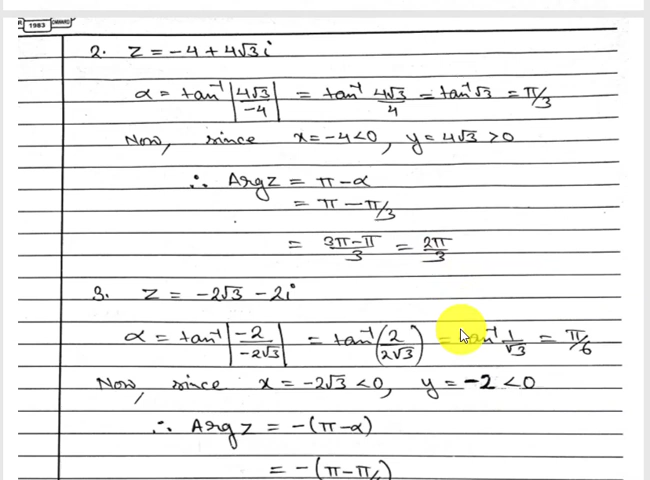 1983
2. Z = -4 + 4√3 i
α = tan⁻¹ |4√3/-4| = tan⁻¹ 4√3/4 = tan⁻¹ √3 = π/3
Now, since x = -4 < 0, y = 4√3 > 0
∴ Arg z = π - α
= π - π/3
= 3π - π/3 = 2π/3
3. Z = -2√3 - 2i
α = tan⁻¹ |-2/-2√3| = tan⁻¹ (2/2√3) = tan⁻¹ 1/√3 = π/6
Now, since x = -2√3 < 0, y = -2 < 0
∴ Arg z = -(π - α)
= -(π - π/6)